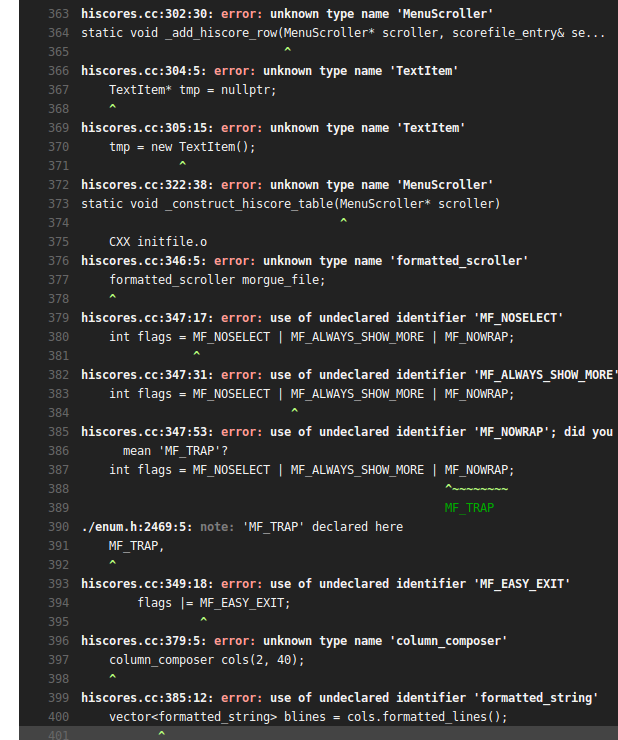 363 hiscores.cc:302:30: error: unknown type name 'MenuScroller'
364 static void _add_hiscore_row(MenuScroller* scroller, scorefile_entry& se...
365 ^
366 hiscores.cc:304:5: error: unknown type name 'TextItem'
367 TextItem* tmp = nullptr;
368 ^
369 hiscores.cc:305:15: error: unknown type name 'TextItem'
370 tmp = new TextItem();
371 ^
372 hiscores.cc:322:38: error: unknown type name 'MenuScroller'
373 static void _construct_hiscore_table(MenuScroller* scroller)
374 ^
375 CXX initfile.o
376 hiscores.cc:346:5: error: unknown type name 'formatted_scroller'
377 formatted_scroller morgue_file;
378 ^
379 hiscores.cc:347:17: error: use of undeclared identifier 'MF_NOSELECT'
380 int flags = MF_NOSELECT | MF_ALWAYS_SHOW_MORE | MF_NOWRAP;
381 ^
382 hiscores.cc:347:31: error: use of undeclared identifier 'MF_ALWAYS_SHOW_MORE'
383 int flags = MF_NOSELECT | MF_ALWAYS_SHOW_MORE | MF_NOWRAP;
384 ^
385 hiscores.cc:347:53: error: use of undeclared identifier 'MF_NOWRAP'; did you
386 mean 'MF_TRAP'?
387 int flags = MF_NOSELECT | MF_ALWAYS_SHOW_MORE | MF_NOWRAP;
388 ^~~~~~~~~
389 MF_TRAP
390 ./enum.h:2469:5: note: 'MF_TRAP' declared here
391 MF_TRAP,
392 ^
393 hiscores.cc:349:18: error: use of undeclared identifier 'MF_EASY_EXIT'
394 flags |= MF_EASY_EXIT;
395 ^
396 hiscores.cc:379:5: error: unknown type name 'column_composer'
397 column_composer cols(2, 40);
398 ^
399 hiscores.cc:385:12: error: use of undeclared identifier 'formatted_string'
400 vector<formatted_string> blines = cols.formatted_lines();
401 ^